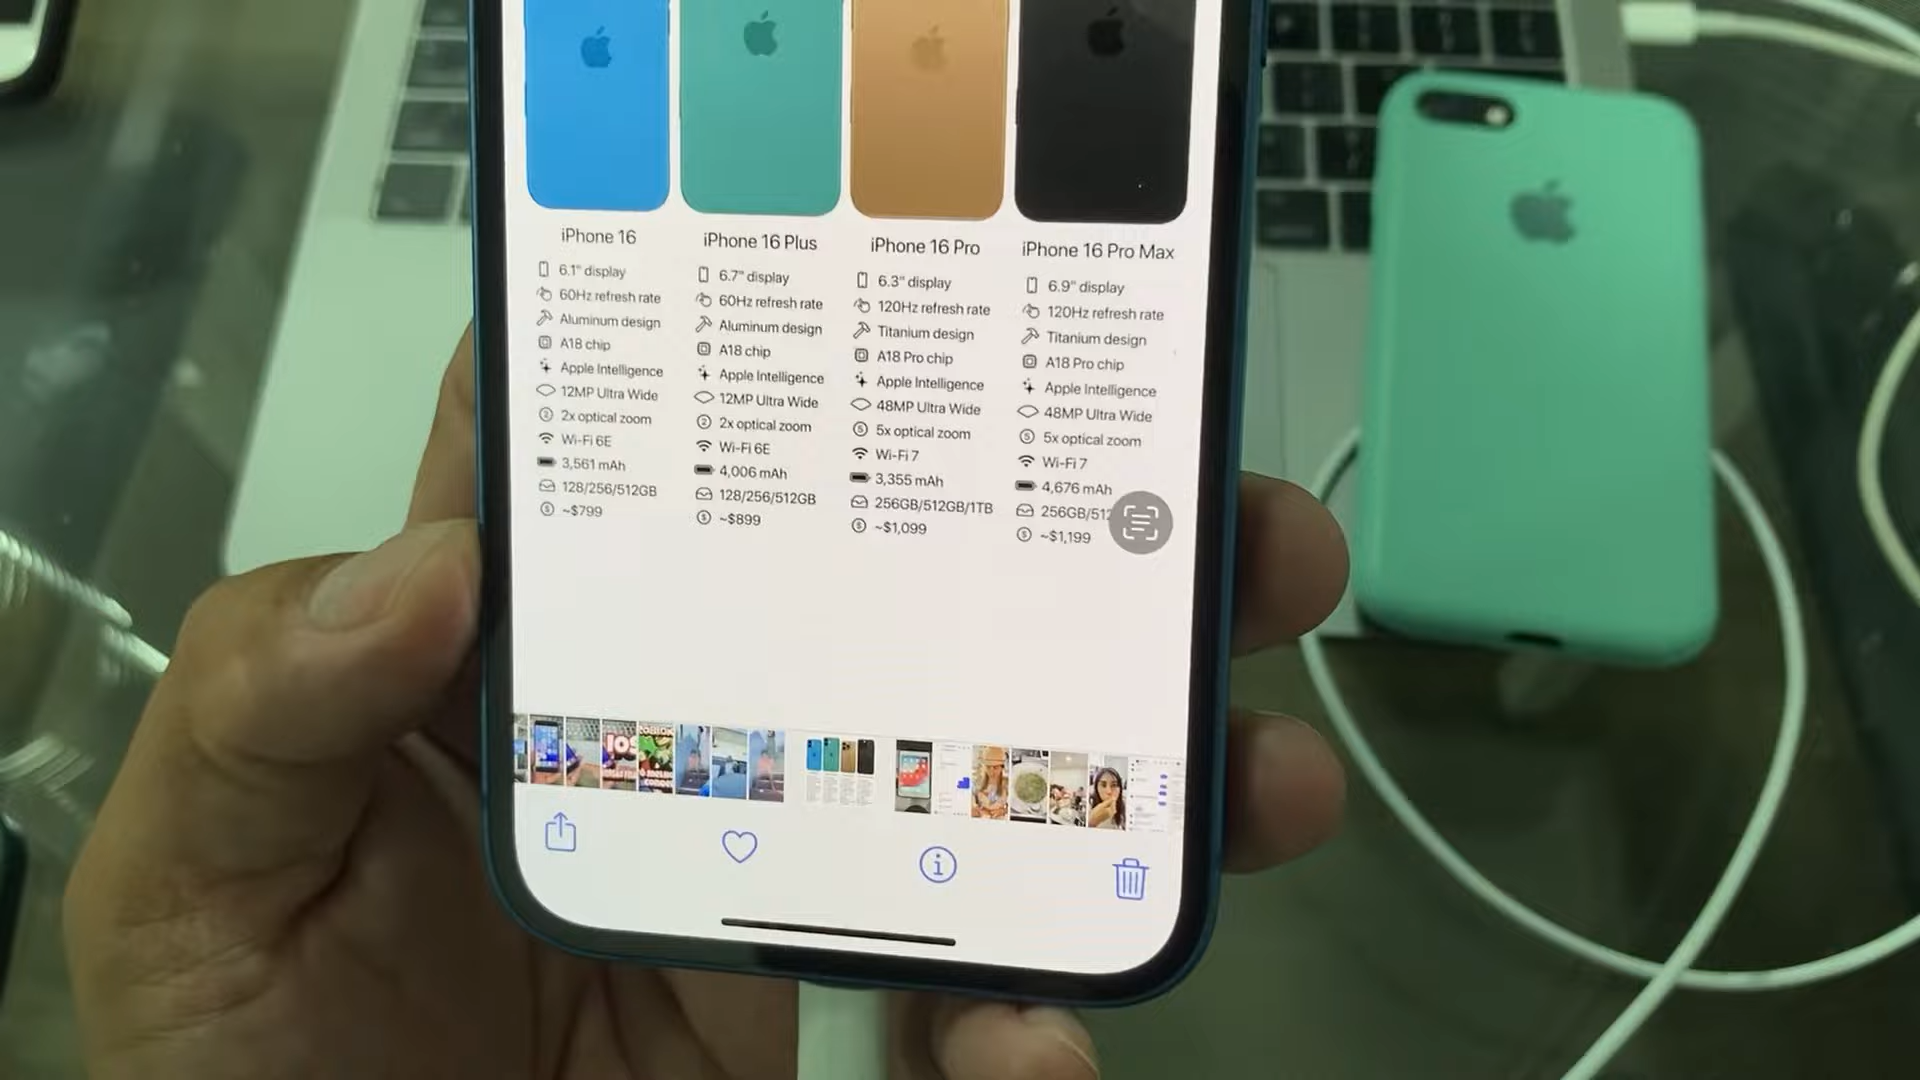 iPhone 16
6.1" display
60Hz refresh rate
Aluminum design
A18 chip
Apple Intelligence
12MP Ultra Wide
2x optical zoom
Wi-Fi 6E
3,561 mAh
128/256/512GB
~$799
iPhone 16 Plus
6.7" display
60Hz refresh rate
Aluminum design
A18 chip
Apple Intelligence
12MP Ultra Wide
2x optical zoom
Wi-Fi 6E
4,006 mAh
128/256/512GB
~$899
iPhone 16 Pro
6.3" display
120Hz refresh rate
Titanium design
A18 Pro chip
Apple Intelligence
48MP Ultra Wide
5x optical zoom
Wi-Fi 7
3,355 mAh
256GB/512GB/1TB
~$1,099
iPhone 16 Pro Max
6.9" display
120Hz refresh rate
Titanium design
A18 Pro chip
Apple Intelligence
48MP Ultra Wide
5x optical zoom
Wi-Fi 7
4,676 mAh
256GB/512
~$1,199